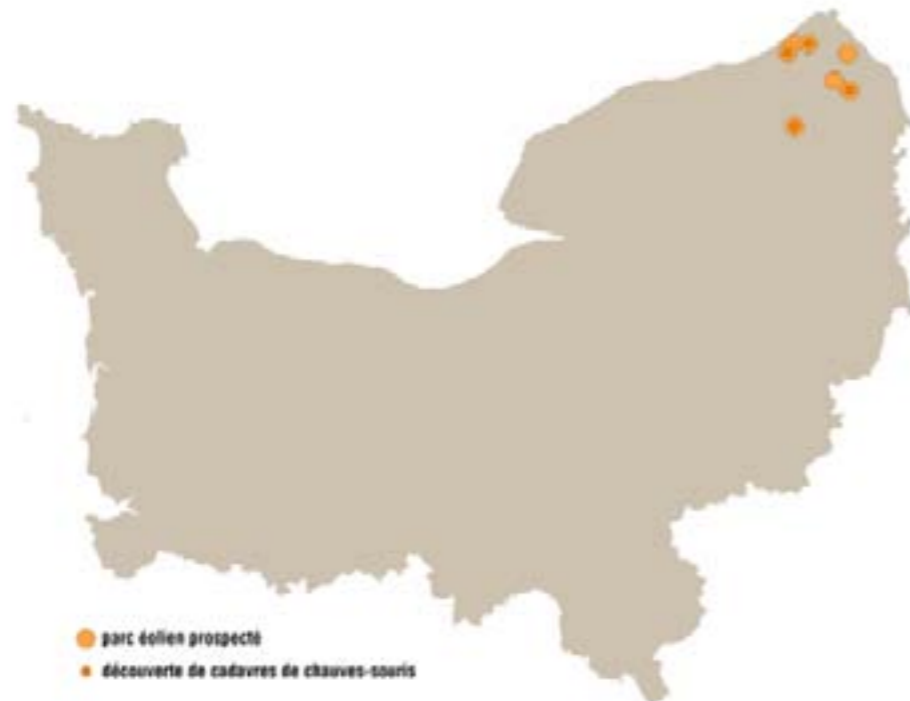 parc éolien prospecté
découverte de cadavres de chauves-souris